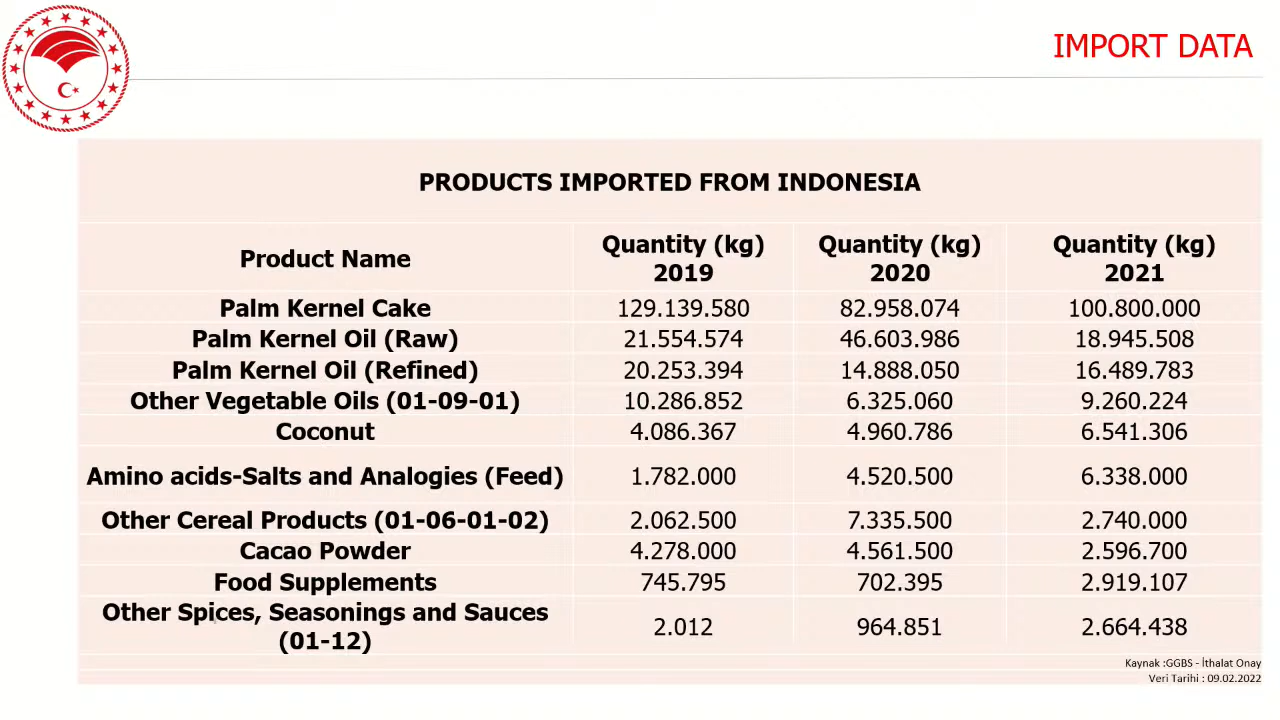 IMPORT DATA
PRODUCTS IMPORTED FROM INDONESIA
Product Name Quantity (kg) 2019 Quantity (kg) 2020 Quantity (kg) 2021
Palm Kernel Cake 129.139.580 82.958.074 100.800.000
Palm Kernel Oil (Raw) 21.554.574 46.603.986 18.945.508
Palm Kernel Oil (Refined) 20.253.394 14.888.050 16.489.783
Other Vegetable Oils (01-09-01) 10.286.852 6.325.060 9.260.224
Coconut 4.086.367 4.960.786 6.541.306
Amino acids-Salts and Analogies (Feed) 1.782.000 4.520.500 6.338.000
Other Cereal Products (01-06-01-02) 2.062.500 7.335.500 2.740.000
Cacao Powder 4.278.000 4.561.500 2.596.700
Food Supplements 745.795 702.395 2.919.107
Other Spices, Seasonings and Sauces (01-12) 2.012 964.851 2.664.438
Kaynak :GGBS - İthalat Onay
Veri Tarihi : 09.02.2022